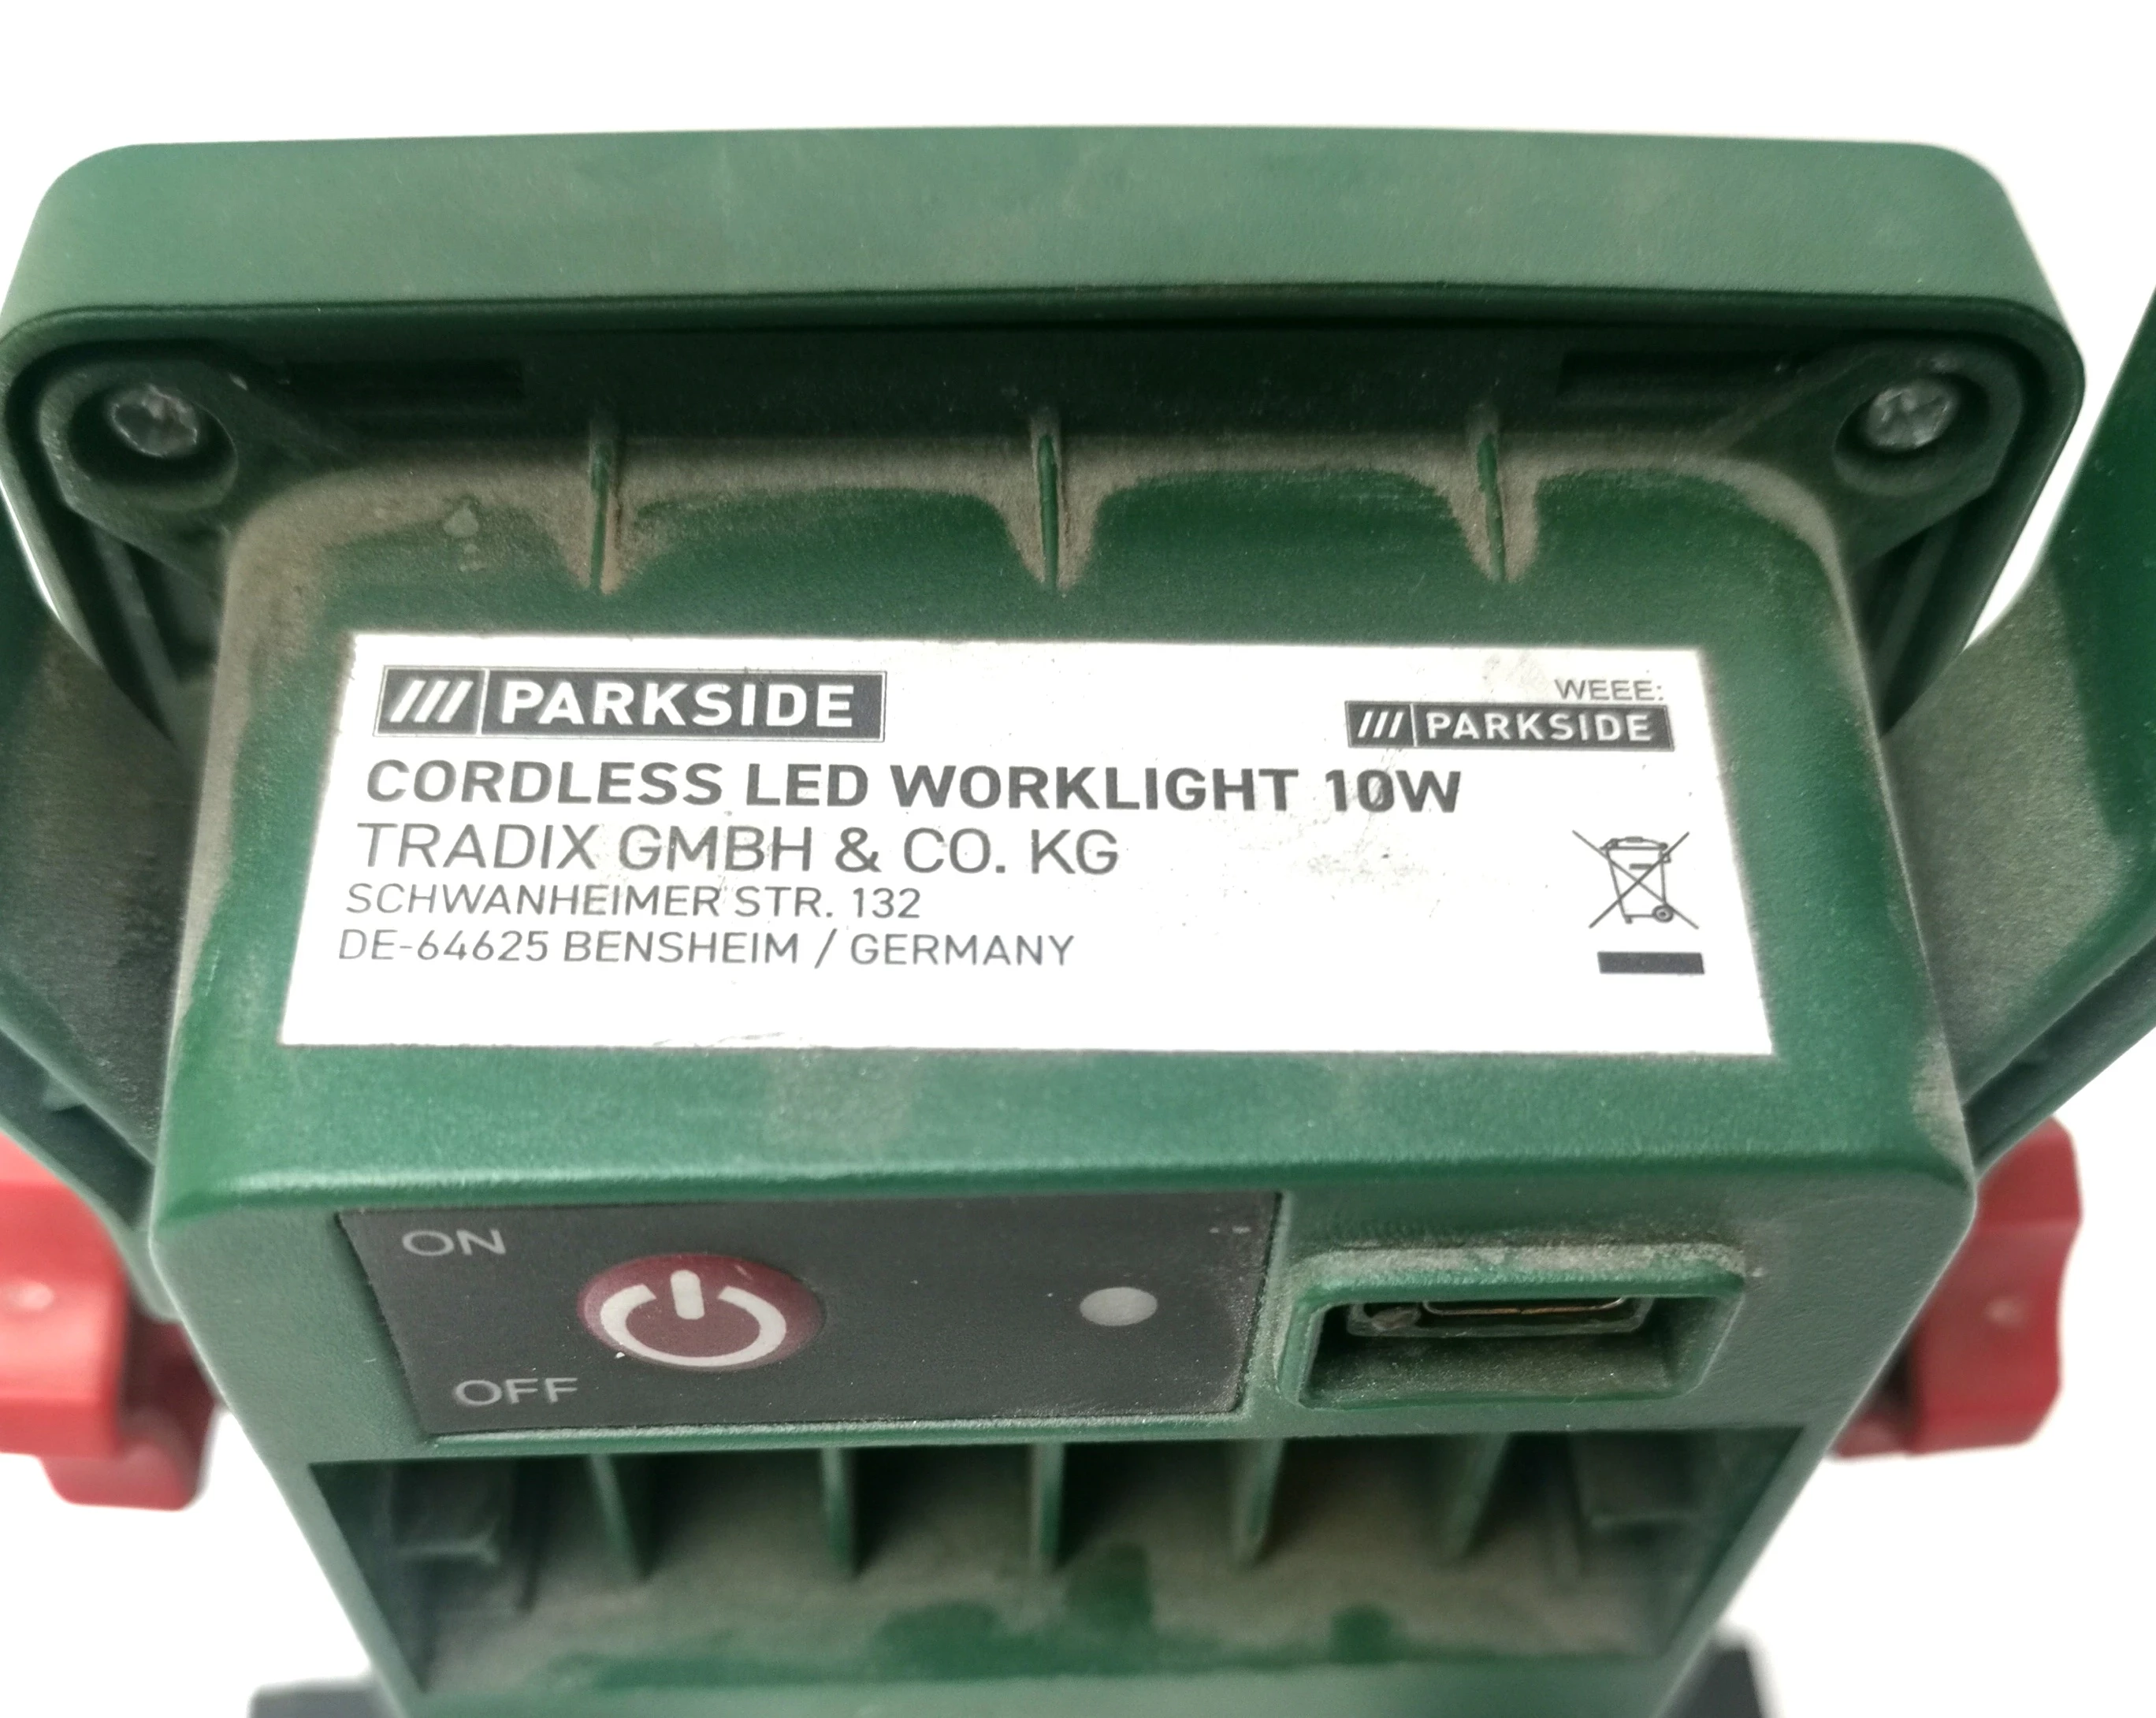 PARKSIDE
WEEE:
PARKSIDE
CORDLESS LED WORKLIGHT 10W
TRADIX GMBH & CO. KG
SCHWANHEIMER STR. 132
DE-64625 BENSHEIM / GERMANY
ON
OFF